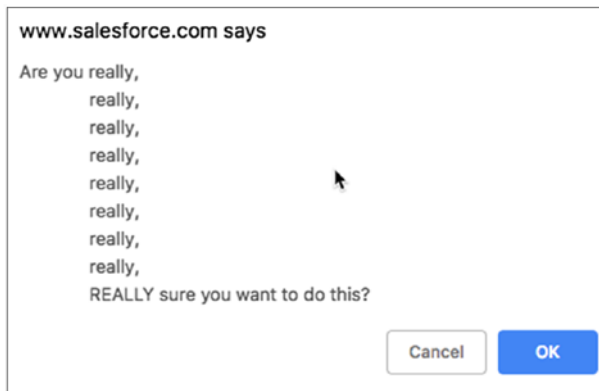 www.salesforce.com says
Are you really,
really,
really,
really,
really,
really,
really,
really,
REALLY sure you want to do this?
Cancel OK